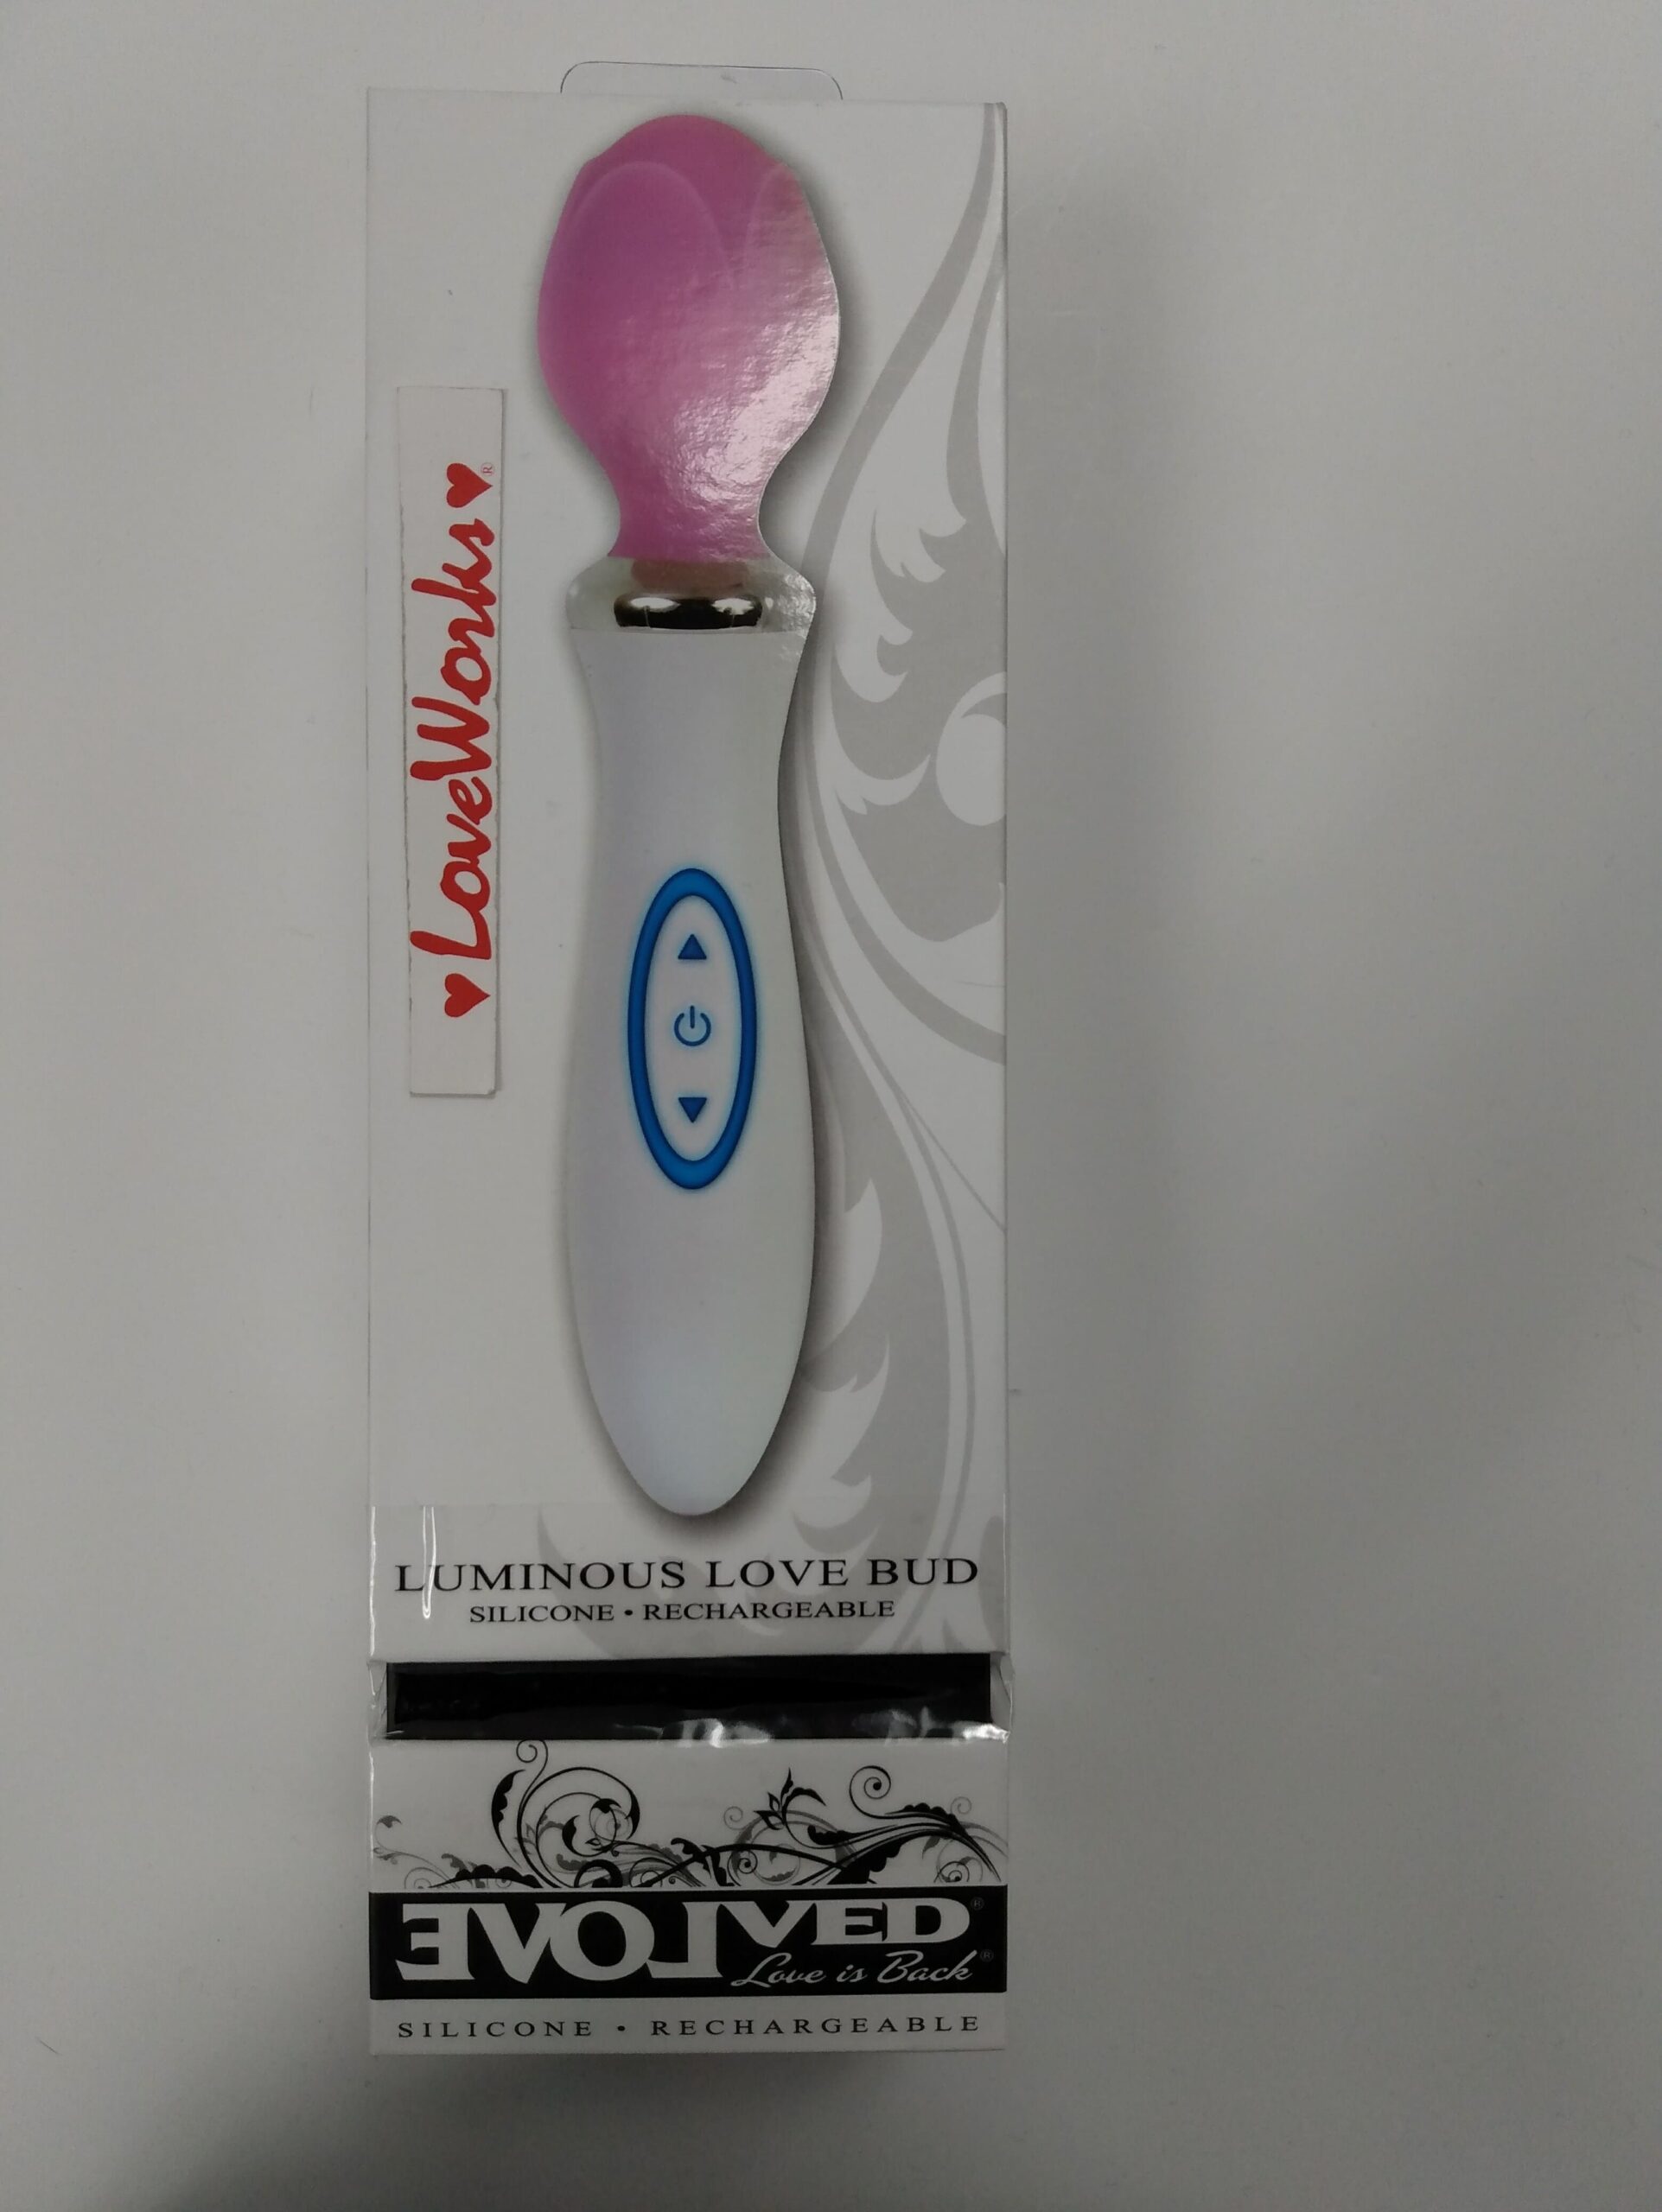 ♥LoveWorks♥®
LUMINOUS LOVE BUD
SILICONE • RECHARGEABLE
EVOLVED®
Love is Back®
SILICONE • RECHARGEABLE